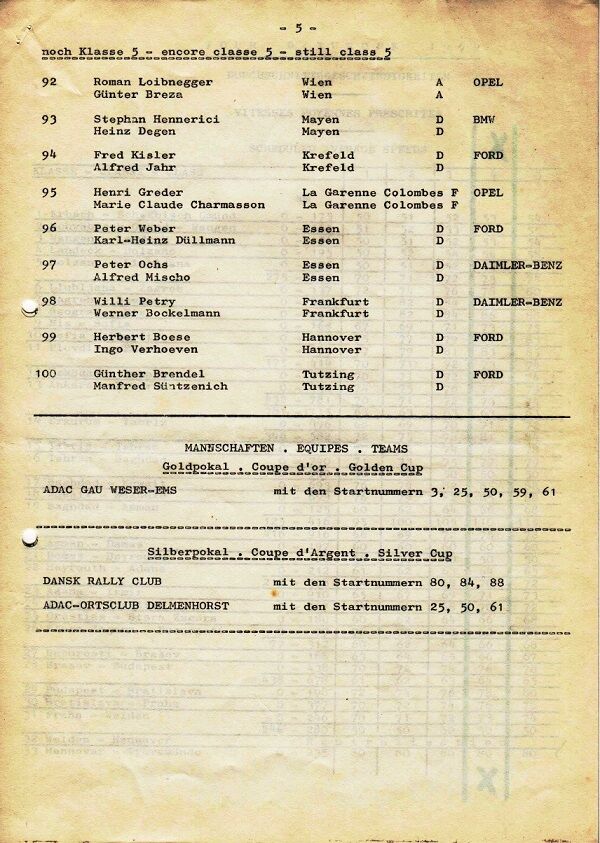 - 5 -
noch Klasse 5 - encore classe 5 - still class 5
92 Roman Loibnegger Wien A OPEL
Günter Breza Wien A
93 Stephan Hennerici Mayen D BMW
Heinz Degen Mayen D
94 Fred Kisler Krefeld D FORD
Alfred Jahr Krefeld D
95 Henri Greder La Garenne Colombes F OPEL
Marie Claude Charmasson La Garenne Colombes F
96 Peter Weber Essen D FORD
Karl-Heinz Düllmann Essen D
97 Peter Ochs Essen D DAIMLER-BENZ
Alfred Mischo Essen D
98 Willi Petry Frankfurt D DAIMLER-BENZ
Werner Bockelmann Frankfurt D
99 Herbert Boese Hannover D FORD
Ingo Verhoeven Hannover D
100 Günther Brendel Tutzing D FORD
Manfred Süntzenich Tutzing D
MANNSCHAFTEN . EQUIPES . TEAMS
Goldpokal . Coupe d'or . Golden Cup
ADAC GAU WESER-EMS mit den Startnummern 3, 25, 50, 59, 61
Silberpokal . Coupe d'Argent . Silver Cup
DANSK RALLY CLUB mit den Startnummern 80, 84, 88
ADAC-ORTSCLUB DELMENHORST mit den Startnummern 25, 50, 61